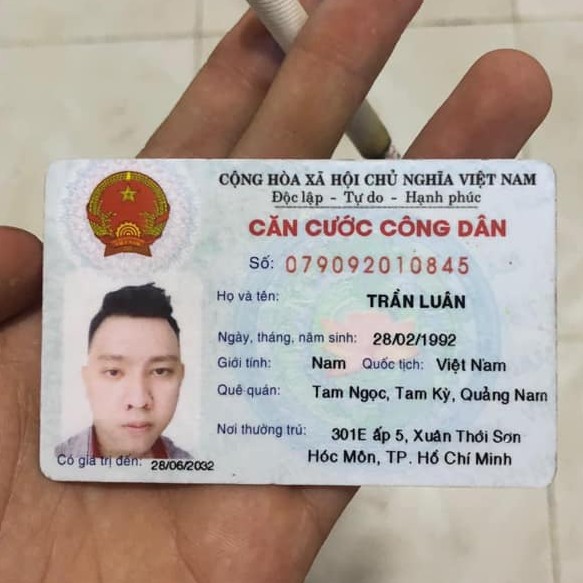 CỘNG HÒA XÃ HỘI CHỦ NGHĨA VIỆT NAM
Độc lập - Tự do - Hạnh phúc
CĂN CƯỚC CÔNG DÂN
Số: 079092010845
Họ và tên: TRẦN LUÂN
Ngày, tháng, năm sinh: 28/02/1992
Giới tính: Nam Quốc tịch: Việt Nam
Quê quán: Tam Ngọc, Tam Kỳ, Quảng Nam
Nơi thường trú: 301E ấp 5, Xuân Thới Sơn
Hóc Môn, TP. Hồ Chí Minh
Có giá trị đến: 28/06/2032